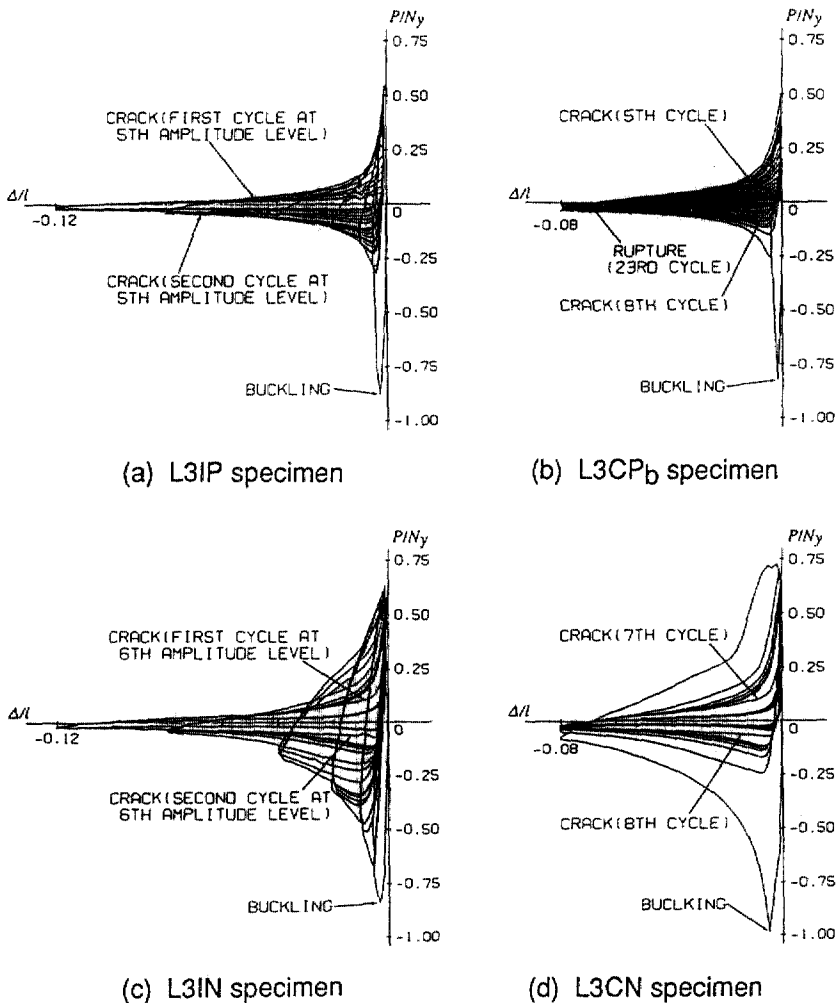 P/Ny
0.75
0.50
CRACK(FIRST CYCLE AT
5TH AMPLITUDE LEVEL)
0.25
Δ/l
-0.12
0
CRACK(SECOND CYCLE AT
5TH AMPLITUDE LEVEL)
-0.25
-0.50
-0.75
BUCKLING
-1.00
(a) L3IP specimen
P/Ny
0.75
0.50
CRACK(5TH CYCLE)
0.25
Δ/l
-0.08
0
RUPTURE
(23RD CYCLE)
-0.25
CRACK(8TH CYCLE)
-0.50
-0.75
BUCKLING
-1.00
(b) L3CPb specimen
P/Ny
0.75
0.50
CRACK(FIRST CYCLE AT
6TH AMPLITUDE LEVEL)
0.25
Δ/l
-0.12
0
-0.25
CRACK(SECOND CYCLE AT
6TH AMPLITUDE LEVEL)
-0.50
-0.75
BUCKLING
-1.00
(c) L3IN specimen
P/Ny
0.75
0.50
CRACK(7TH CYCLE)
0.25
Δ/l
-0.08
0
-0.25
CRACK(8TH CYCLE)
-0.50
-0.75
BUCLKING
-1.00
(d) L3CN specimen